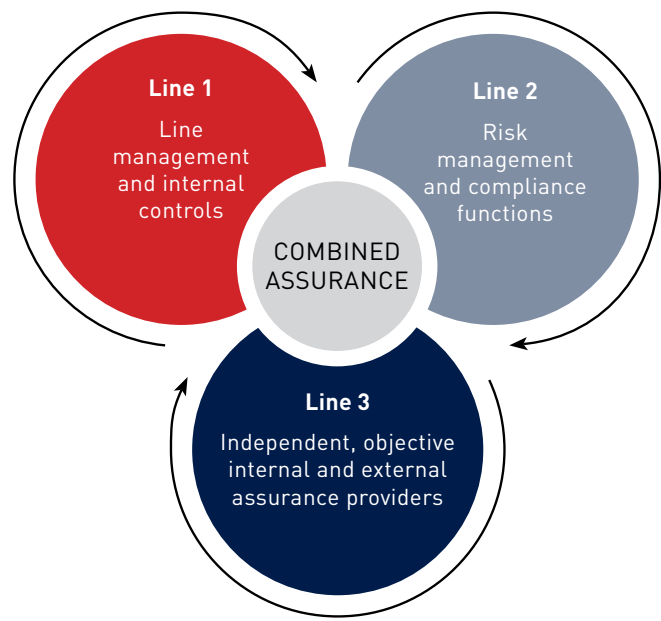 Line 1
Line
management
and internal
controls
Line 2
Risk
management
and compliance
functions
COMBINED
ASSURANCE
Line 3
Independent, objective
internal and external
assurance providers